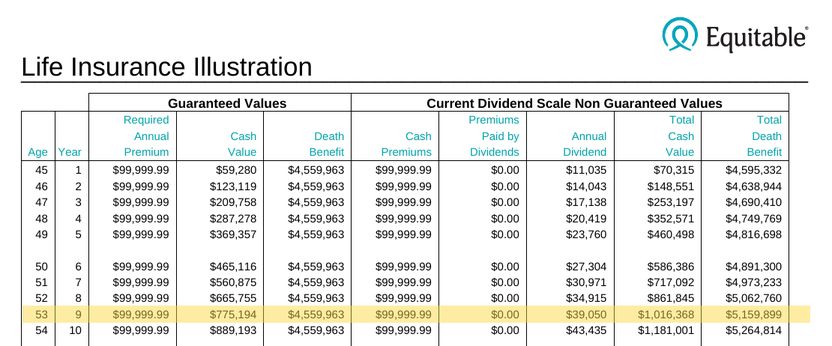 Equitable®
Life Insurance Illustration
Guaranteed Values Current Dividend Scale Non Guaranteed Values
Required Premiums Total Total
Annual Cash Death Cash Paid by Annual Cash Death
Age Year Premium Value Benefit Premiums Dividends Dividend Value Benefit
45 1 $99,999.99 $59,280 $4,559,963 $99,999.99 $0.00 $11,035 $70,315 $4,595,332
46 2 $99,999.99 $123,119 $4,559,963 $99,999.99 $0.00 $14,043 $148,551 $4,638,944
47 3 $99,999.99 $209,758 $4,559,963 $99,999.99 $0.00 $17,138 $253,197 $4,690,410
48 4 $99,999.99 $287,278 $4,559,963 $99,999.99 $0.00 $20,419 $352,571 $4,749,769
49 5 $99,999.99 $369,357 $4,559,963 $99,999.99 $0.00 $23,760 $460,498 $4,816,698
50 6 $99,999.99 $465,116 $4,559,963 $99,999.99 $0.00 $27,304 $586,386 $4,891,300
51 7 $99,999.99 $560,875 $4,559,963 $99,999.99 $0.00 $30,971 $717,092 $4,973,233
52 8 $99,999.99 $665,755 $4,559,963 $99,999.99 $0.00 $34,915 $861,845 $5,062,760
53 9 $99,999.99 $775,194 $4,559,963 $99,999.99 $0.00 $39,050 $1,016,368 $5,159,899
54 10 $99,999.99 $889,193 $4,559,963 $99,999.99 $0.00 $43,435 $1,181,001 $5,264,814